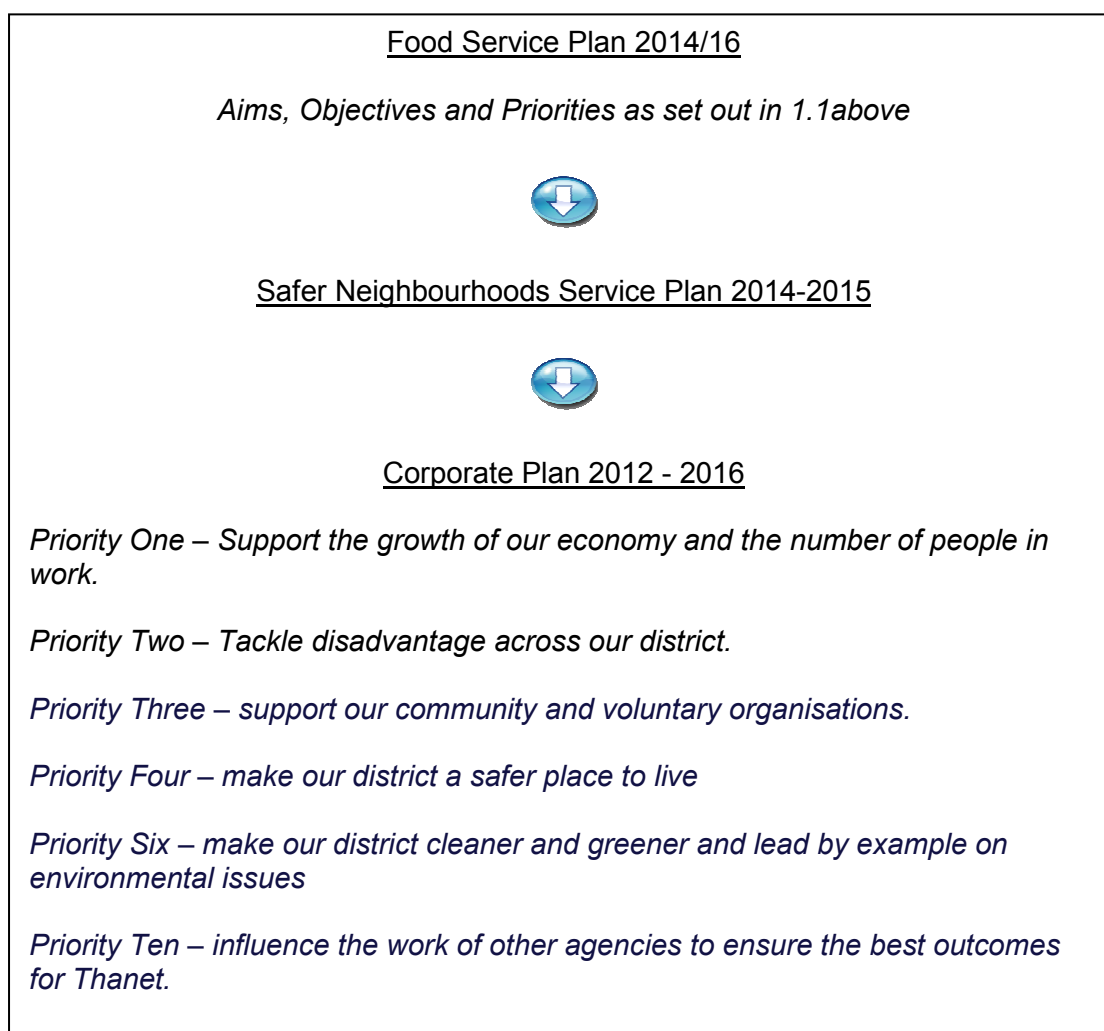 Food Service Plan 2014/16
Aims, Objectives and Priorities as set out in 1.1above
Safer Neighbourhoods Service Plan 2014-2015
Corporate Plan 2012 - 2016
Priority One – Support the growth of our economy and the number of people in
work.
Priority Two – Tackle disadvantage across our district.
Priority Three – support our community and voluntary organisations.
Priority Four – make our district a safer place to live
Priority Six – make our district cleaner and greener and lead by example on
environmental issues
Priority Ten – influence the work of other agencies to ensure the best outcomes
for Thanet.